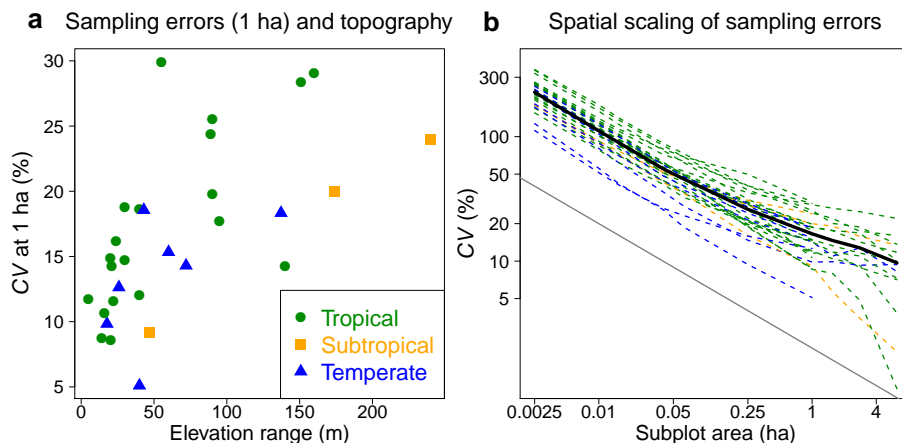 a Sampling errors (1 ha) and topography
CV at 1 ha (%)
30
25
20
15
10
5
0 50 100 150 200
Elevation range (m)
Tropical
Subtropical
Temperate
b Spatial scaling of sampling errors
CV (%)
300
100
50
20
10
5
0.0025 0.01 0.05 0.25 1 4
Subplot area (ha)